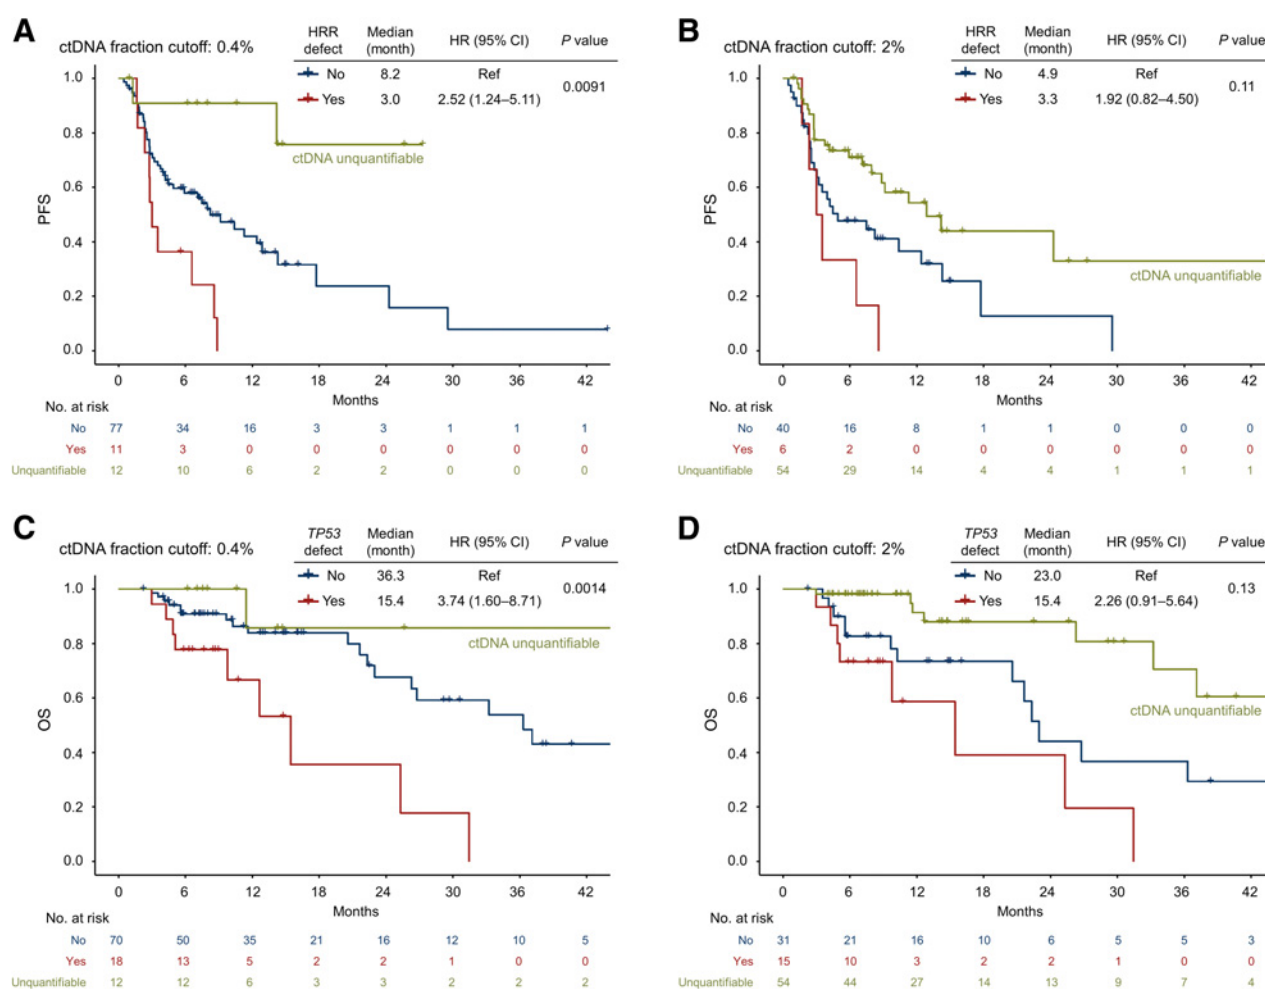 A
ctDNA fraction cutoff: 0.4%
HRR defect Median (month) HR (95% CI) P value
No 8.2 Ref
Yes 3.0 2.52 (1.24–5.11)
0.0091
ctDNA unquantifiable
PFS
1.0
0.8
0.6
0.4
0.2
0.0
0 6 12 18 24 30 36 42
Months
No. at risk
No 77 34 16 3 3 1 1 1
Yes 11 3 0 0 0 0 0 0
Unquantifiable 12 10 6 2 2 0 0 0
B
ctDNA fraction cutoff: 2%
HRR defect Median (month) HR (95% CI) P value
No 4.9 Ref
Yes 3.3 1.92 (0.82–4.50)
0.11
ctDNA unquantifiable
PFS
1.0
0.8
0.6
0.4
0.2
0.0
0 6 12 18 24 30 36 42
Months
No. at risk
No 40 16 8 1 1 0 0 0
Yes 6 2 0 0 0 0 0 0
Unquantifiable 54 29 14 4 4 1 1 1
C
ctDNA fraction cutoff: 0.4%
TP53 defect Median (month) HR (95% CI) P value
No 36.3 Ref
Yes 15.4 3.74 (1.60–8.71)
0.0014
ctDNA unquantifiable
OS
1.0
0.8
0.6
0.4
0.2
0.0
0 6 12 18 24 30 36 42
Months
No. at risk
No 70 50 35 21 16 12 10 5
Yes 18 13 5 2 2 1 0 0
Unquantifiable 12 12 6 3 3 2 2 2
D
ctDNA fraction cutoff: 2%
TP53 defect Median (month) HR (95% CI) P value
No 23.0 Ref
Yes 15.4 2.26 (0.91–5.64)
0.13
ctDNA unquantifiable
OS
1.0
0.8
0.6
0.4
0.2
0.0
0 6 12 18 24 30 36 42
Months
No. at risk
No 31 21 16 10 6 5 5 3
Yes 15 10 3 2 2 1 0 0
Unquantifiable 54 44 27 14 13 9 7 4